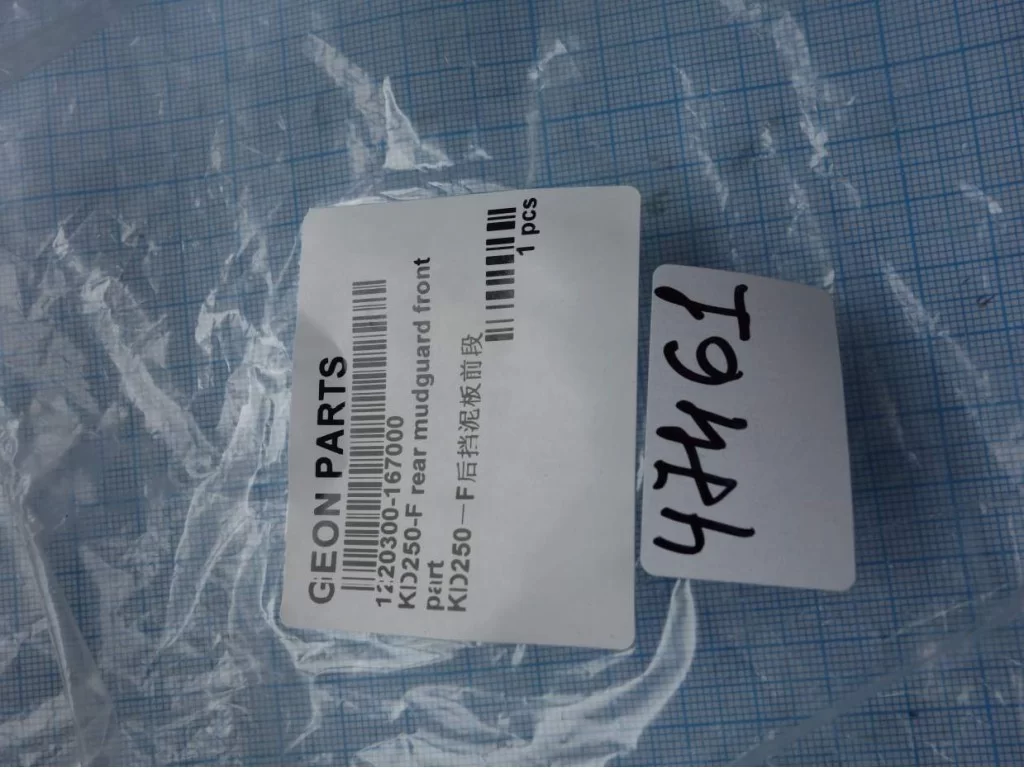 GEON PARTS
1220300-167000
KD250-F rear mudguard front
part
KD250－F后挡泥板前段
1 pcs
47461